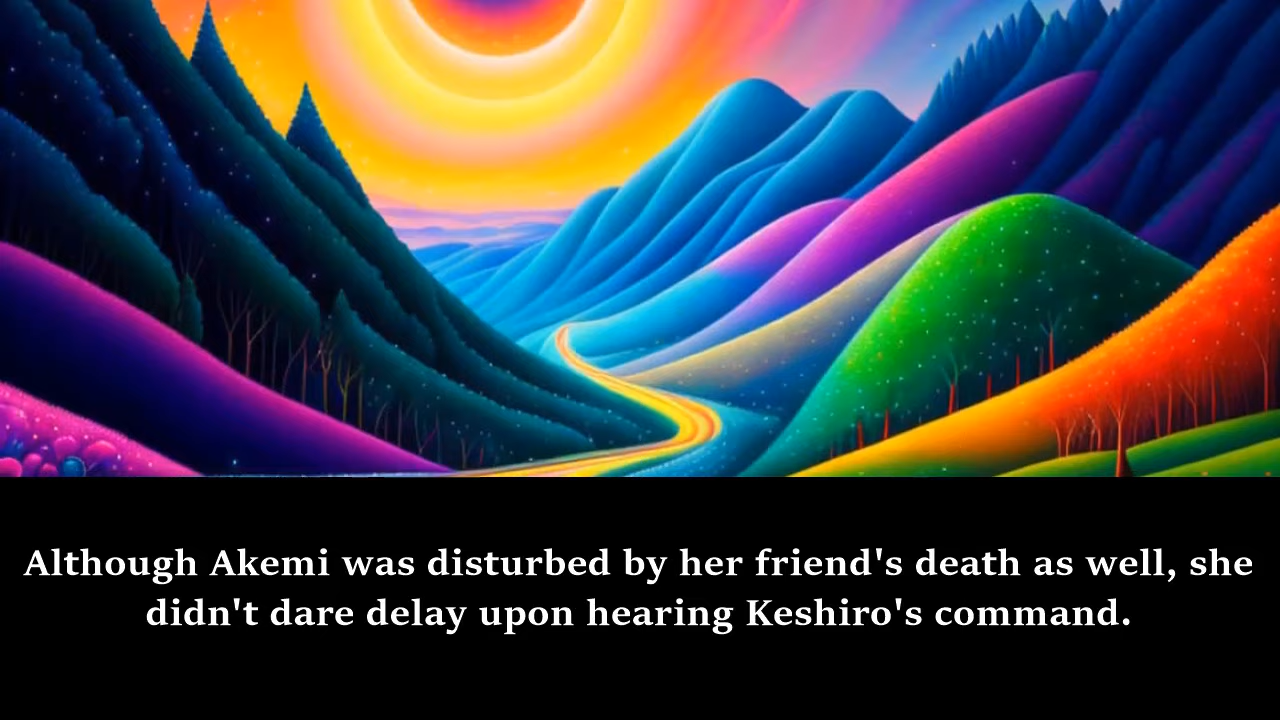 Although Akemi was disturbed by her friend's death as well, she
didn't dare delay upon hearing Keshiro's command.